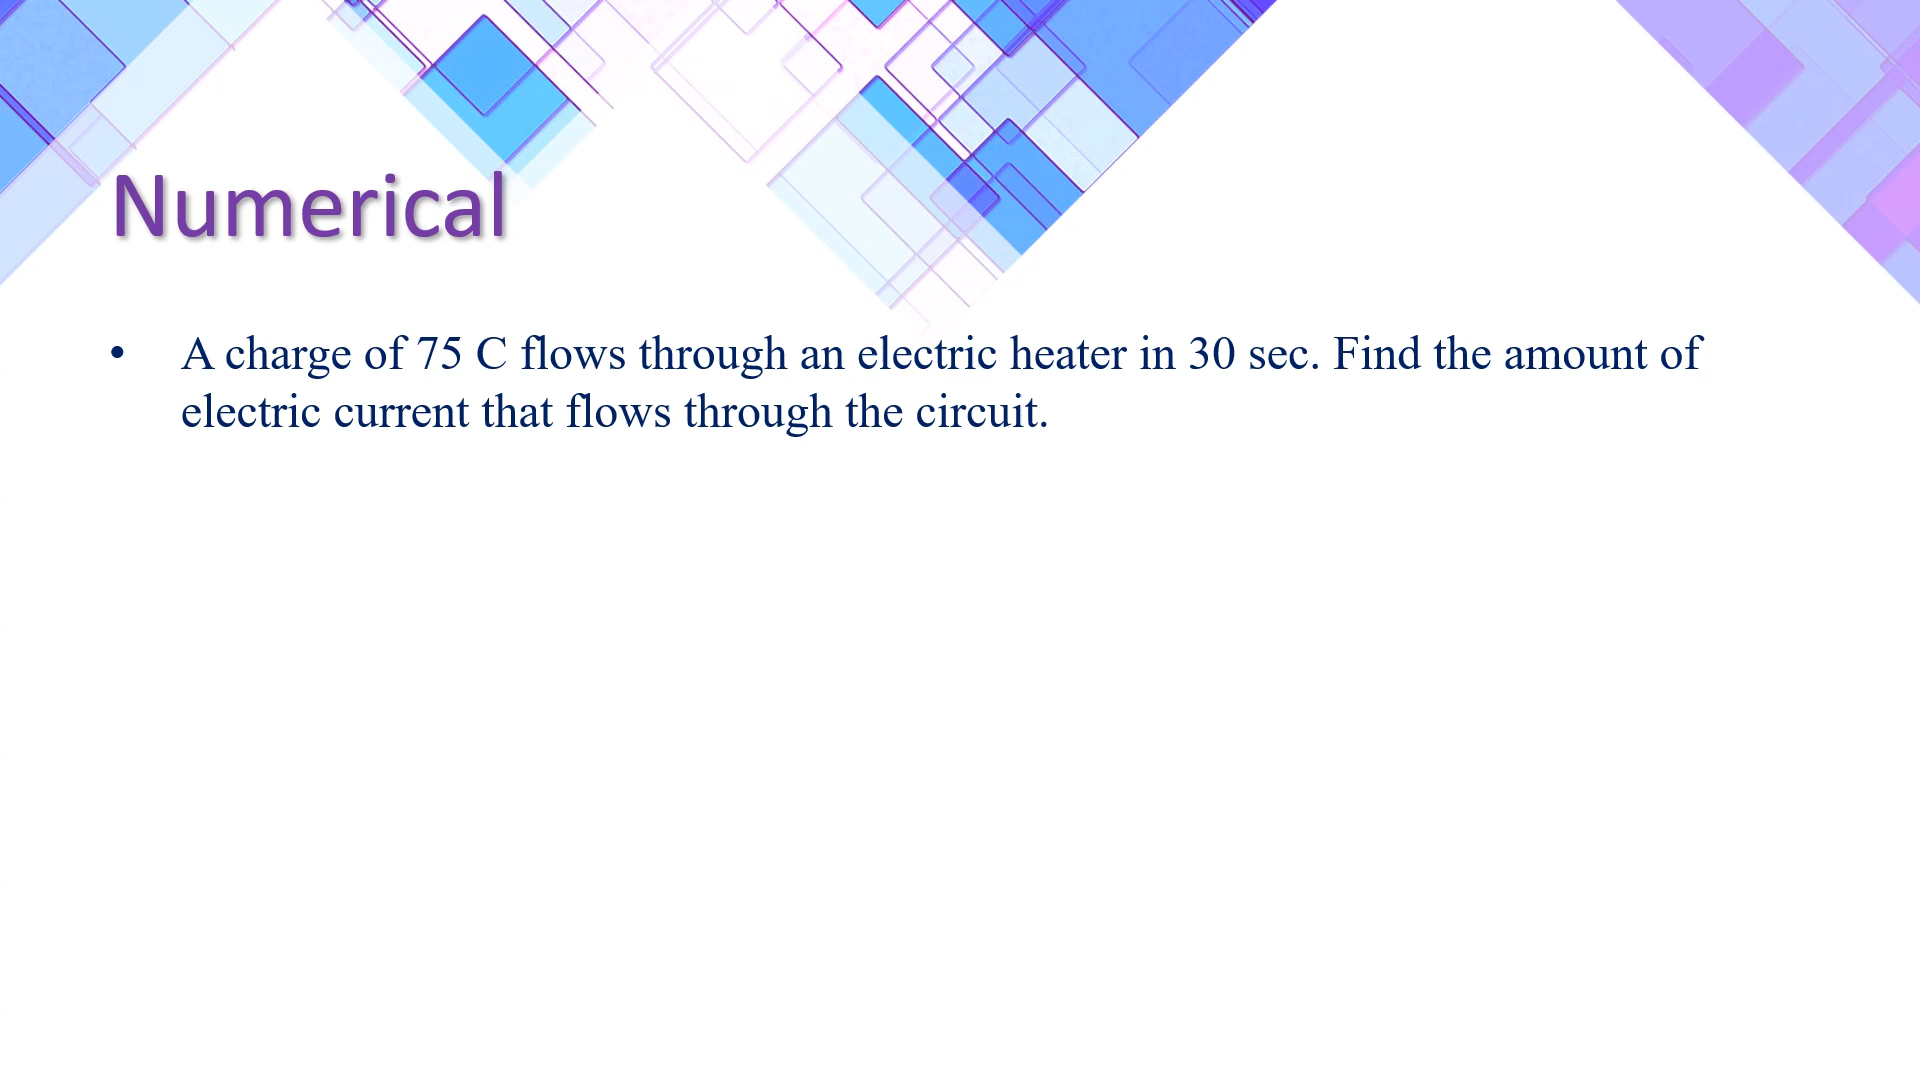 Numerical
• A charge of 75 C flows through an electric heater in 30 sec. Find the amount of
electric current that flows through the circuit.